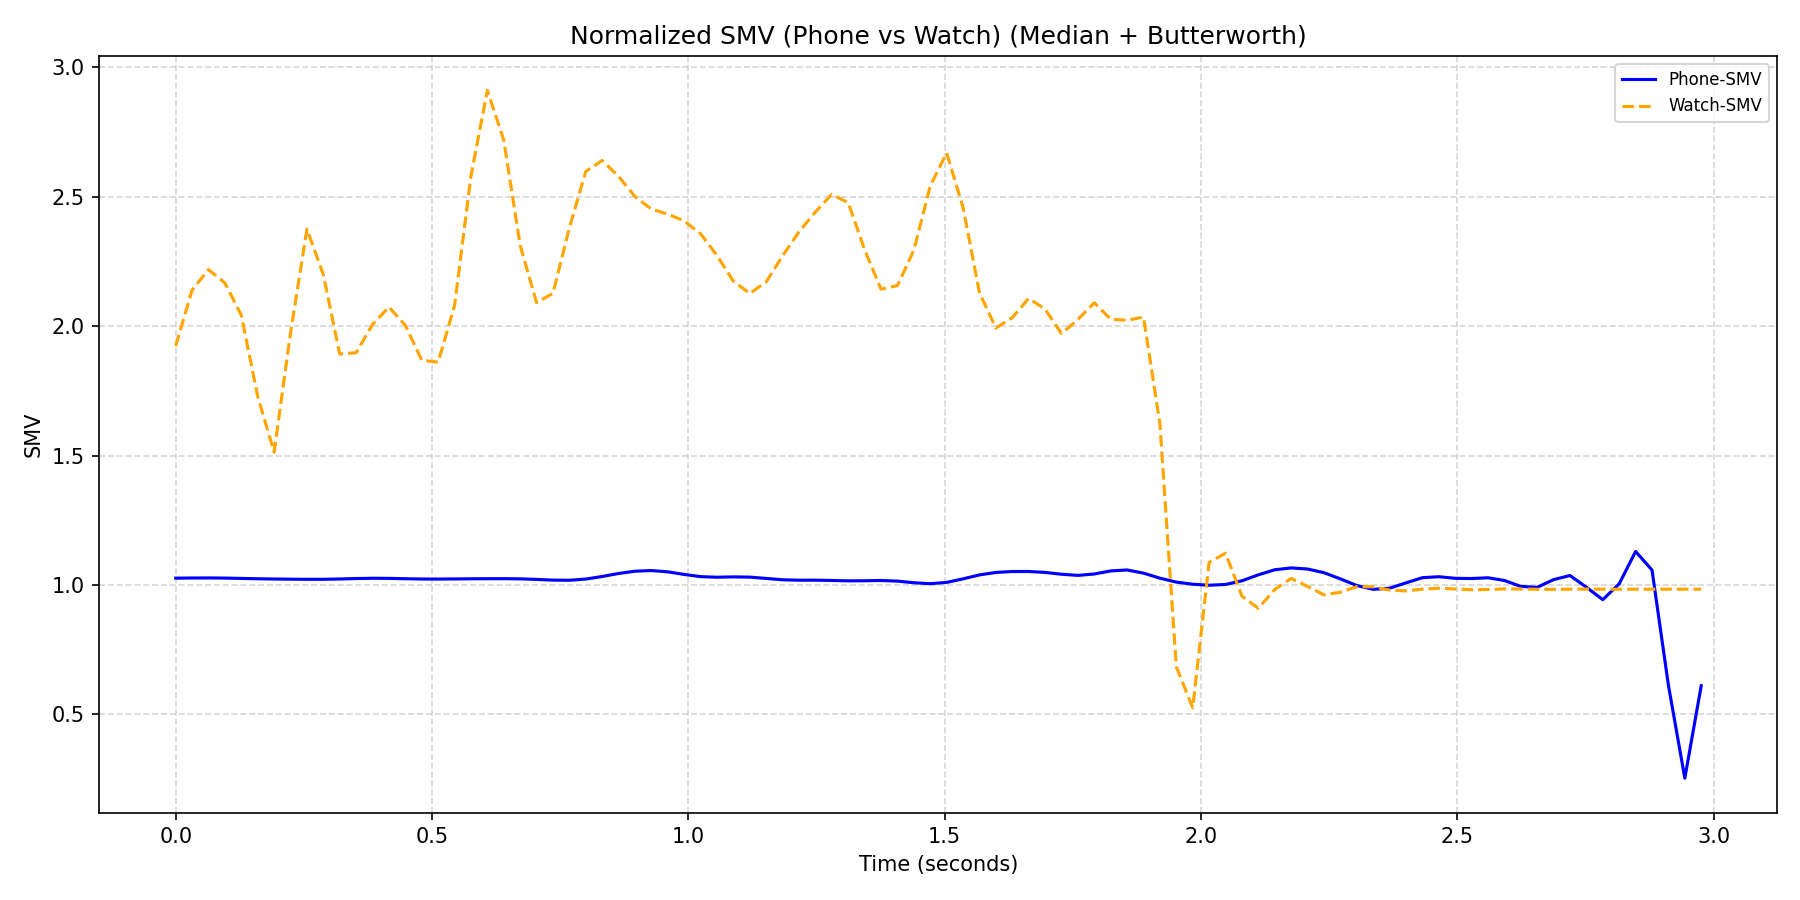 Normalized SMV (Phone vs Watch) (Median + Butterworth)
Phone-SMV
Watch-SMV
3.0
2.5
2.0
1.5
1.0
0.5
SMV
0.0 0.5 1.0 1.5 2.0 2.5 3.0
Time (seconds)